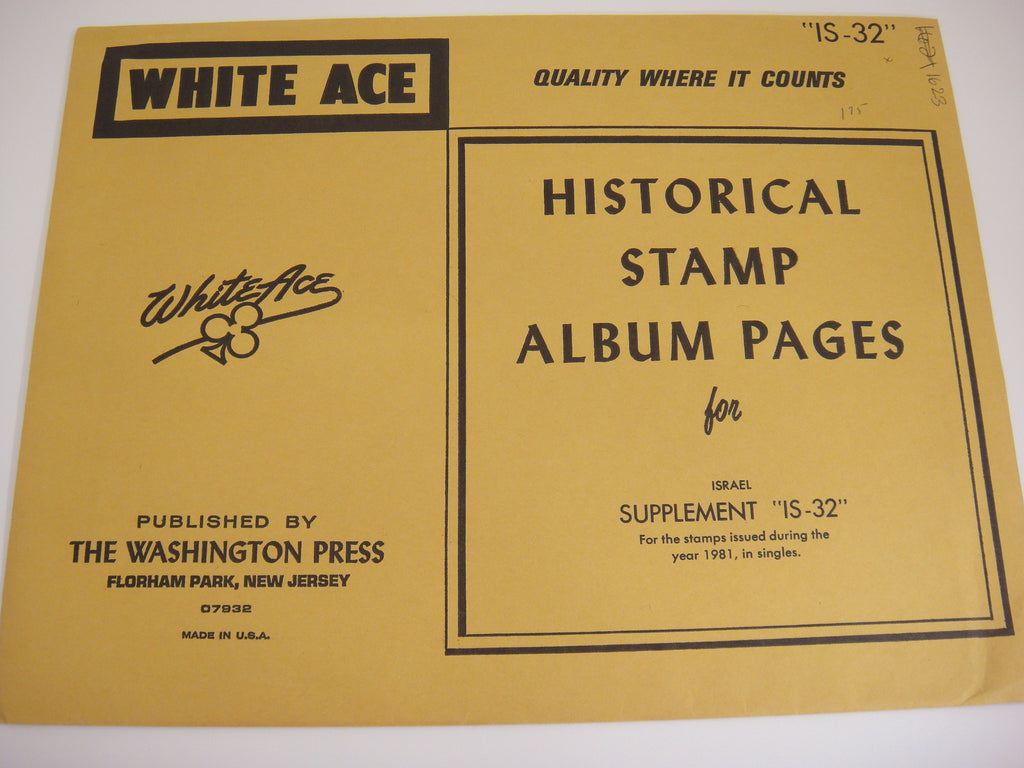 "IS-32"
WHITE ACE
QUALITY WHERE IT COUNTS
175
1623
HISTORICAL
STAMP
ALBUM PAGES
for
ISRAEL
SUPPLEMENT "IS-32"
For the stamps issued during the
year 1981, in singles.
White Ace
PUBLISHED BY
THE WASHINGTON PRESS
FLORHAM PARK, NEW JERSEY
07932
MADE IN U.S.A.